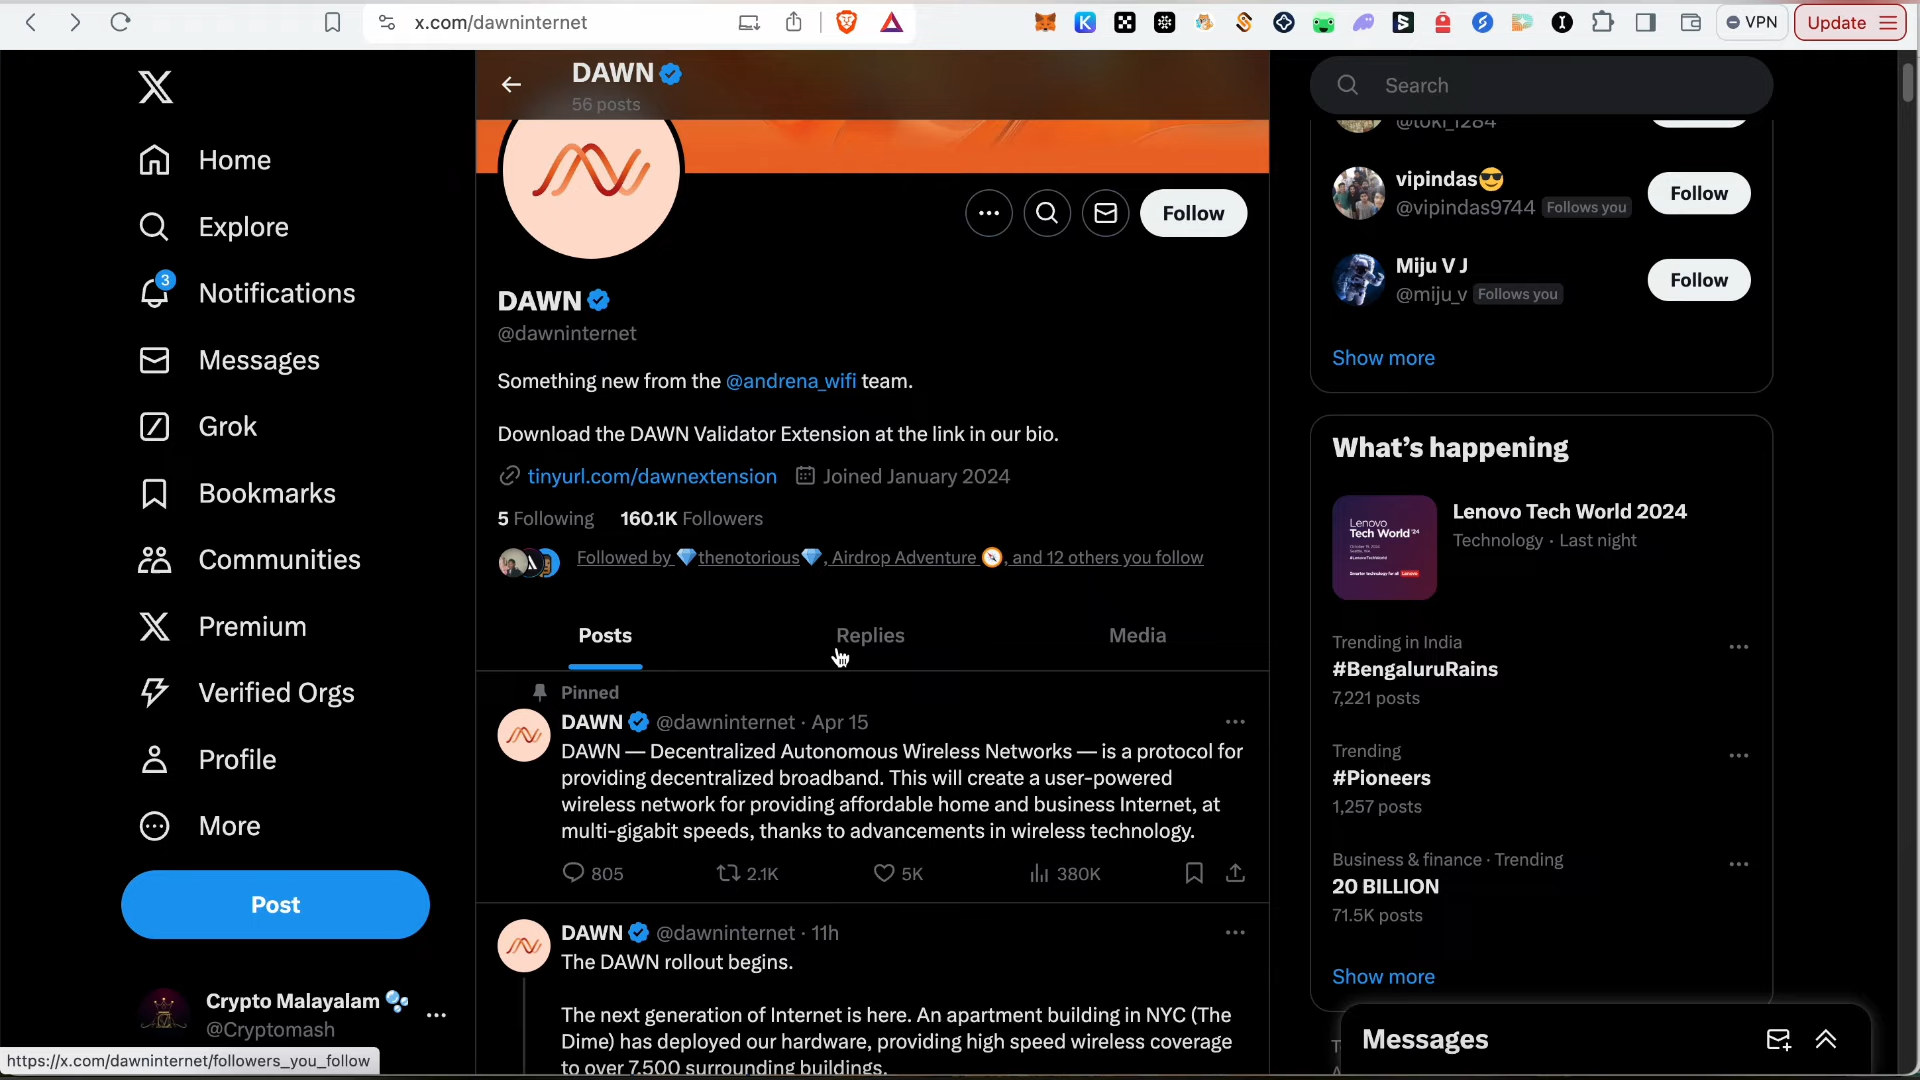 x.com/dawninternet
VPN
Update
DAWN
56 posts
Search
Home
Explore
3
Notifications
Messages
Grok
Bookmarks
Communities
Premium
Verified Orgs
Profile
More
Post
Crypto Malayalam
@Cryptomash
https://x.com/dawninternet/followers_you_follow
Follow
DAWN
@dawninternet
Something new from the @andrena_wifi team.
Download the DAWN Validator Extension at the link in our bio.
tinyurl.com/dawnextension Joined January 2024
5 Following 160.1K Followers
Followed by 💎thenotorious💎, Airdrop Adventure 🧭, and 12 others you follow
Posts
Replies
Media
Pinned
DAWN @dawninternet · Apr 15
DAWN — Decentralized Autonomous Wireless Networks — is a protocol for
providing decentralized broadband. This will create a user-powered
wireless network for providing affordable home and business Internet, at
multi-gigabit speeds, thanks to advancements in wireless technology.
805 2.1K 5K 380K
DAWN @dawninternet · 11h
The DAWN rollout begins.
The next generation of Internet is here. An apartment building in NYC (The
Dime) has deployed our hardware, providing high speed wireless coverage
to over 7,500 surrounding buildings.
@toki_1284
vipindas😎
@vipindas9744 Follows you
Follow
Miju V J
@miju_v Follows you
Follow
Show more
What's happening
Lenovo
Tech World '24
Lenovo Tech World 2024
Technology · Last night
Trending in India
#BengaluruRains
7,221 posts
Trending
#Pioneers
1,257 posts
Business & finance · Trending
20 BILLION
71.5K posts
Show more
Messages